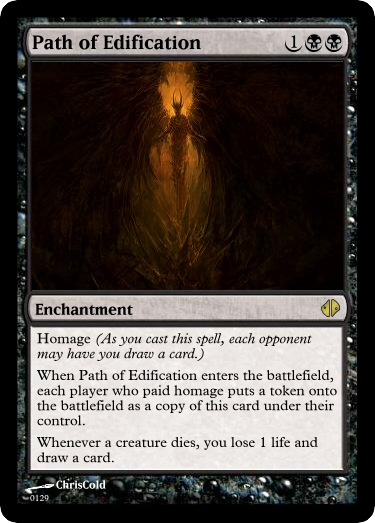 Path of Edification 1
Enchantment
Homage (As you cast this spell, each opponent
may have you draw a card.)
When Path of Edification enters the battlefield,
each player who paid homage puts a token onto
the battlefield as a copy of this card under their
control.
Whenever a creature dies, you lose 1 life and
draw a card.
ChrisCold
0129